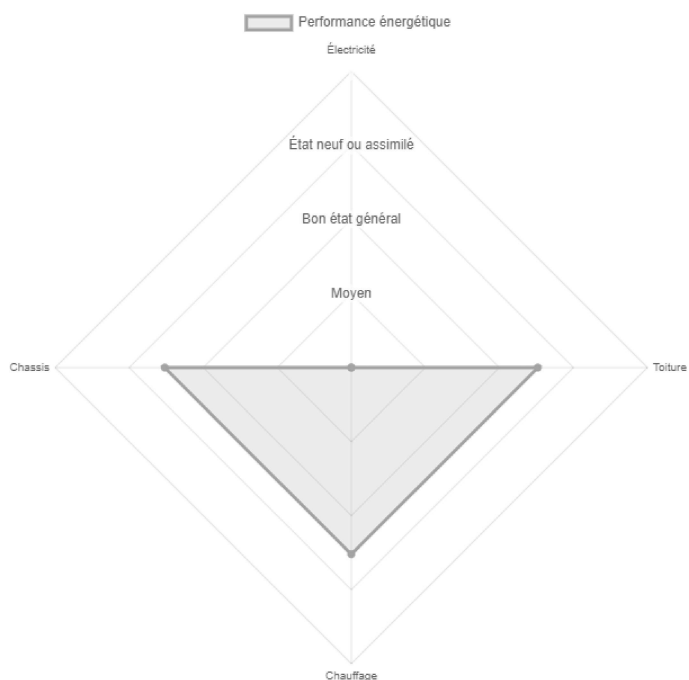 Performance énergétique
Électricité
État neuf ou assimilé
Bon état général
Moyen
Chassis
Toiture
Chauffage